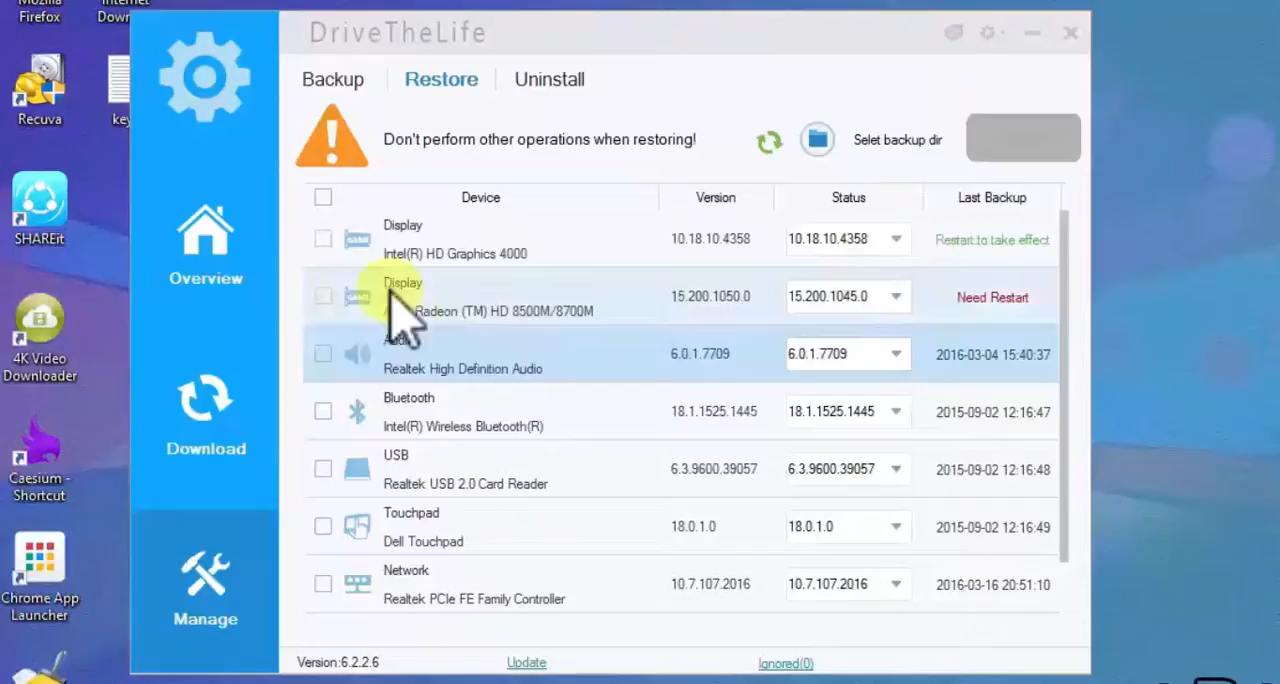 Mozilla
Firefox
Internet
Down
Recuva
key
SHAREit
4K Video
Downloader
Caesium -
Shortcut
Chrome App
Launcher
DriveTheLife
Backup
Restore
Uninstall
Don't perform other operations when restoring!
Selet backup dir
Overview
Download
Manage
Device Version Status Last Backup
Display
Intel(R) HD Graphics 4000
10.18.10.4358 10.18.10.4358 Restart to take effect
Display
Radeon (TM) HD 8500M/8700M
15.200.1050.0 15.200.1045.0 Need Restart
Realtek High Definition Audio
6.0.1.7709 6.0.1.7709 2016-03-04 15:40:37
Bluetooth
Intel(R) Wireless Bluetooth(R)
18.1.1525.1445 18.1.1525.1445 2015-09-02 12:16:47
USB
Realtek USB 2.0 Card Reader
6.3.9600.39057 6.3.9600.39057 2015-09-02 12:16:48
Touchpad
Dell Touchpad
18.0.1.0 18.0.1.0 2015-09-02 12:16:49
Network
Realtek PCIe FE Family Controller
10.7.107.2016 10.7.107.2016 2016-03-16 20:51:10
Version:6.2.2.6
Update
Ignored(0)